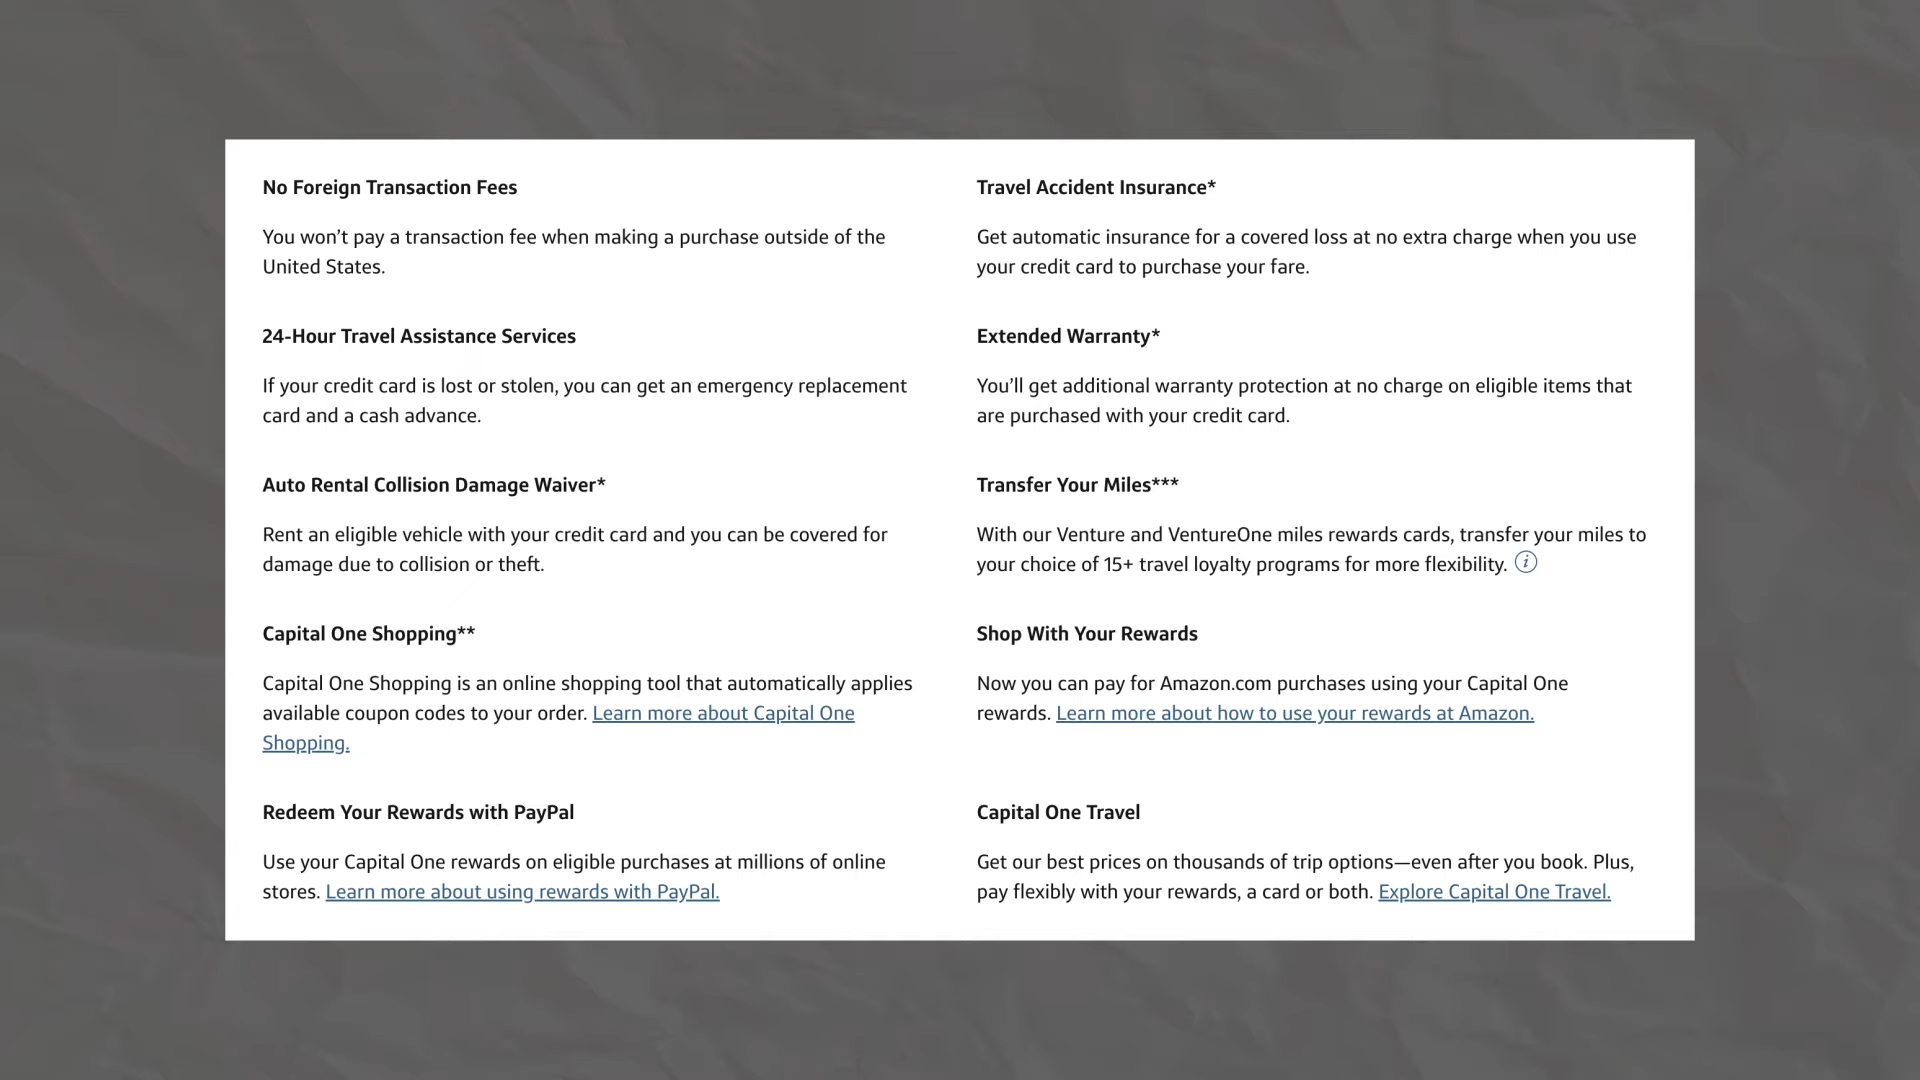 No Foreign Transaction Fees
You won’t pay a transaction fee when making a purchase outside of the
United States.
Travel Accident Insurance*
Get automatic insurance for a covered loss at no extra charge when you use
your credit card to purchase your fare.
24-Hour Travel Assistance Services
If your credit card is lost or stolen, you can get an emergency replacement
card and a cash advance.
Extended Warranty*
You’ll get additional warranty protection at no charge on eligible items that
are purchased with your credit card.
Auto Rental Collision Damage Waiver*
Rent an eligible vehicle with your credit card and you can be covered for
damage due to collision or theft.
Transfer Your Miles***
With our Venture and VentureOne miles rewards cards, transfer your miles to
your choice of 15+ travel loyalty programs for more flexibility. i
Capital One Shopping**
Capital One Shopping is an online shopping tool that automatically applies
available coupon codes to your order. Learn more about Capital One
Shopping.
Shop With Your Rewards
Now you can pay for Amazon.com purchases using your Capital One
rewards. Learn more about how to use your rewards at Amazon.
Redeem Your Rewards with PayPal
Use your Capital One rewards on eligible purchases at millions of online
stores. Learn more about using rewards with PayPal.
Capital One Travel
Get our best prices on thousands of trip options—even after you book. Plus,
pay flexibly with your rewards, a card or both. Explore Capital One Travel.